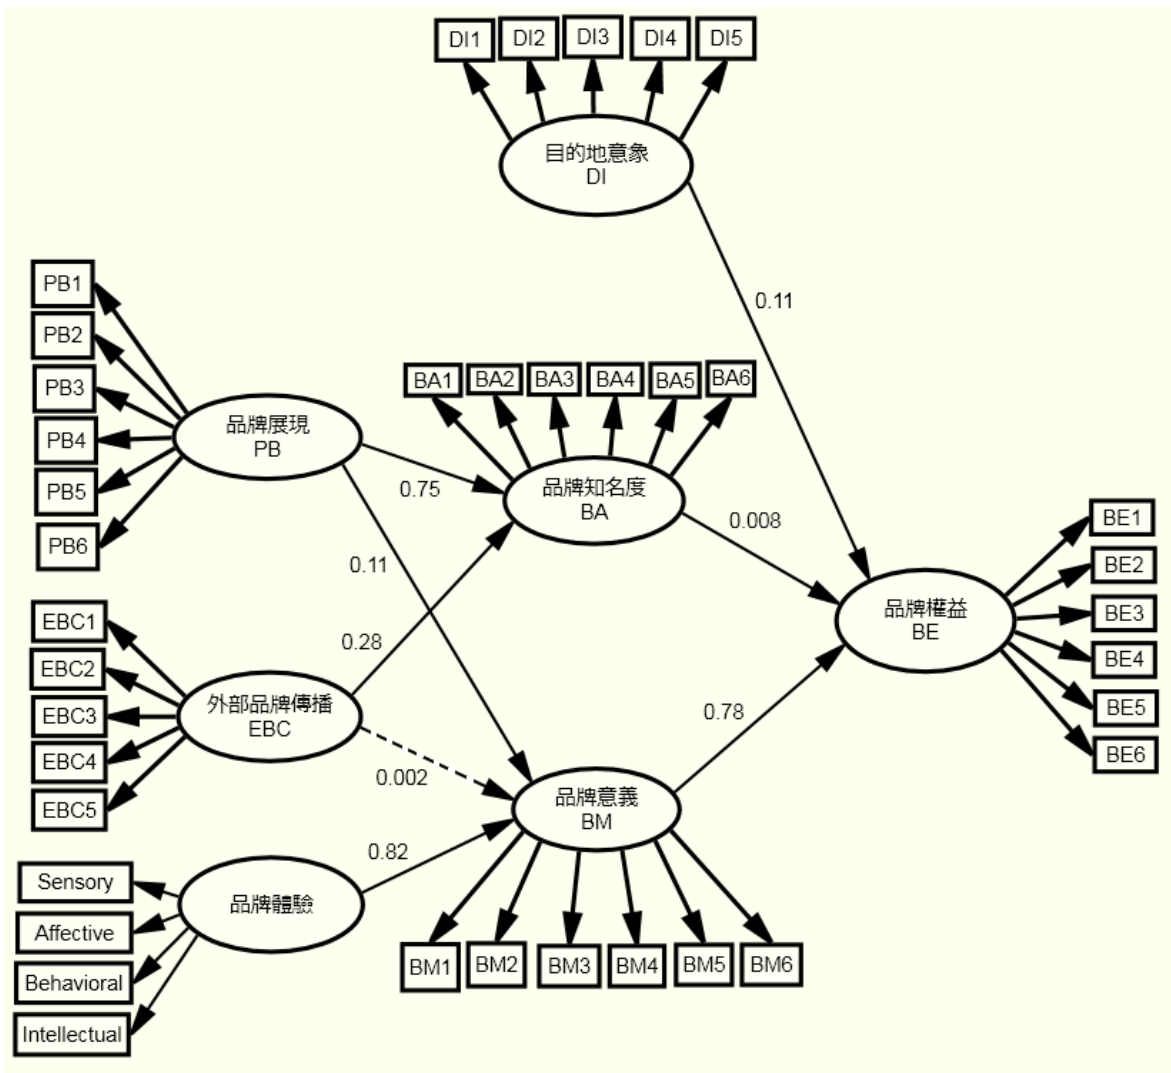 DI1
DI2
DI3
DI4
DI5
目的地意象
DI
0.11
PB1
PB2
PB3
PB4
PB5
PB6
品牌展現
PB
0.75
0.11
BA1
BA2
BA3
BA4
BA5
BA6
品牌知名度
BA
0.008
EBC1
EBC2
EBC3
EBC4
EBC5
外部品牌傳播
EBC
0.28
0.002
品牌權益
BE
BE1
BE2
BE3
BE4
BE5
BE6
0.78
品牌意義
BM
0.82
Sensory
Affective
Behavioral
Intellectual
品牌體驗
BM1
BM2
BM3
BM4
BM5
BM6